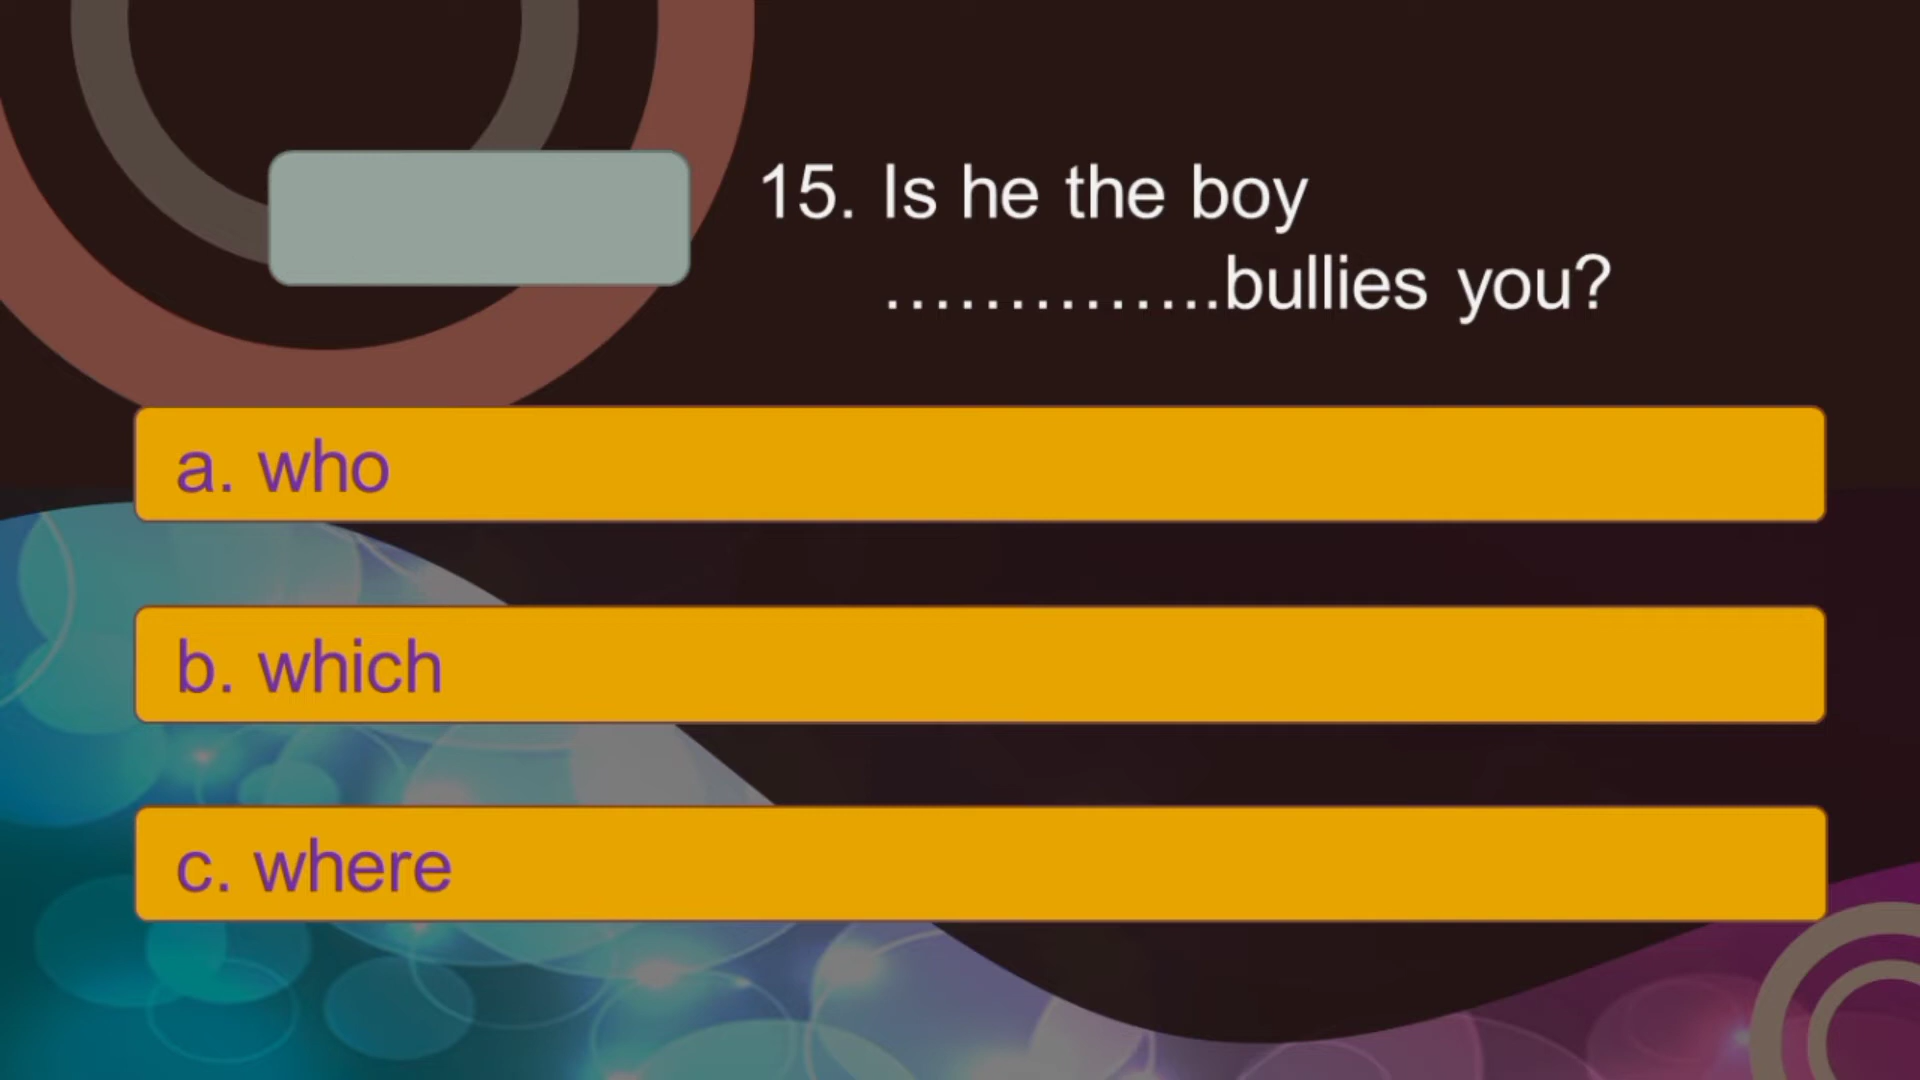 15. Is he the boy
…………..bullies you?
a. who
b. which
c. where